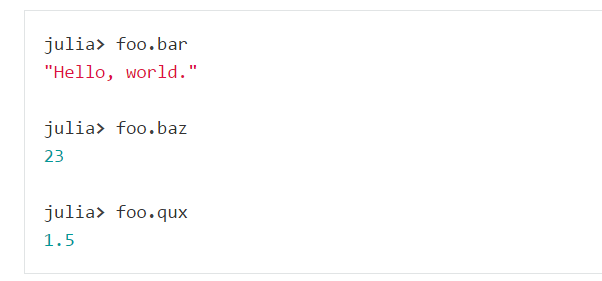 julia> foo.bar
"Hello, world."
julia> foo.baz
23
julia> foo.qux
1.5